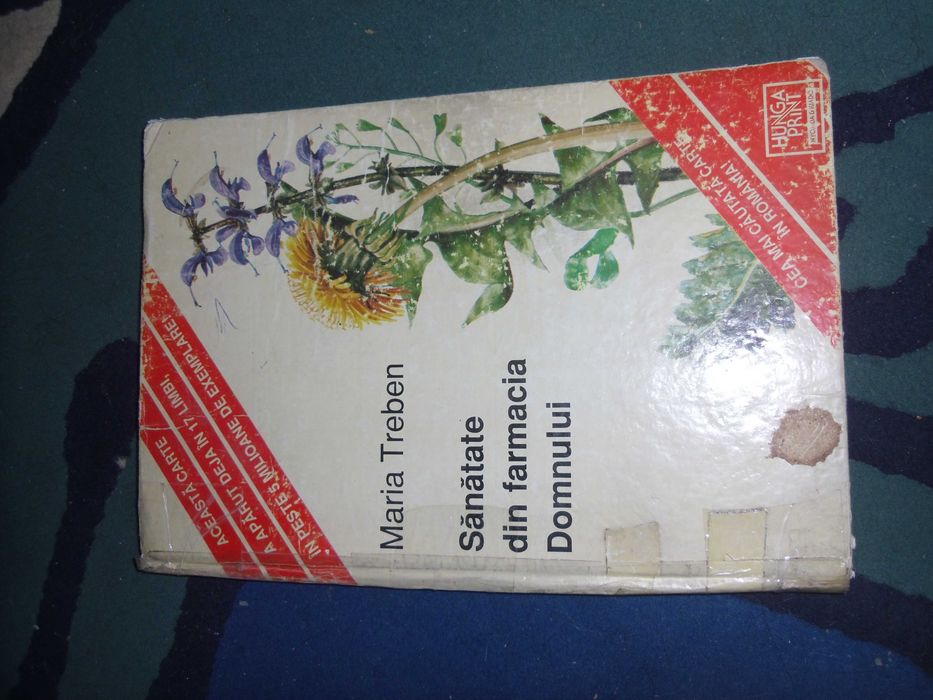 ACEASTĂ CARTE
A APĂRUT DEJA ÎN 17 LIMBI,
ÎN PESTE 5 MILIOANE DE EXEMPLARE!
Maria Treben
Sănătate
din farmacia
Domnului
CEA MAI CĂUTATĂ CARTE
ÎN ROMÂNIA!
HUNGA
PRINT